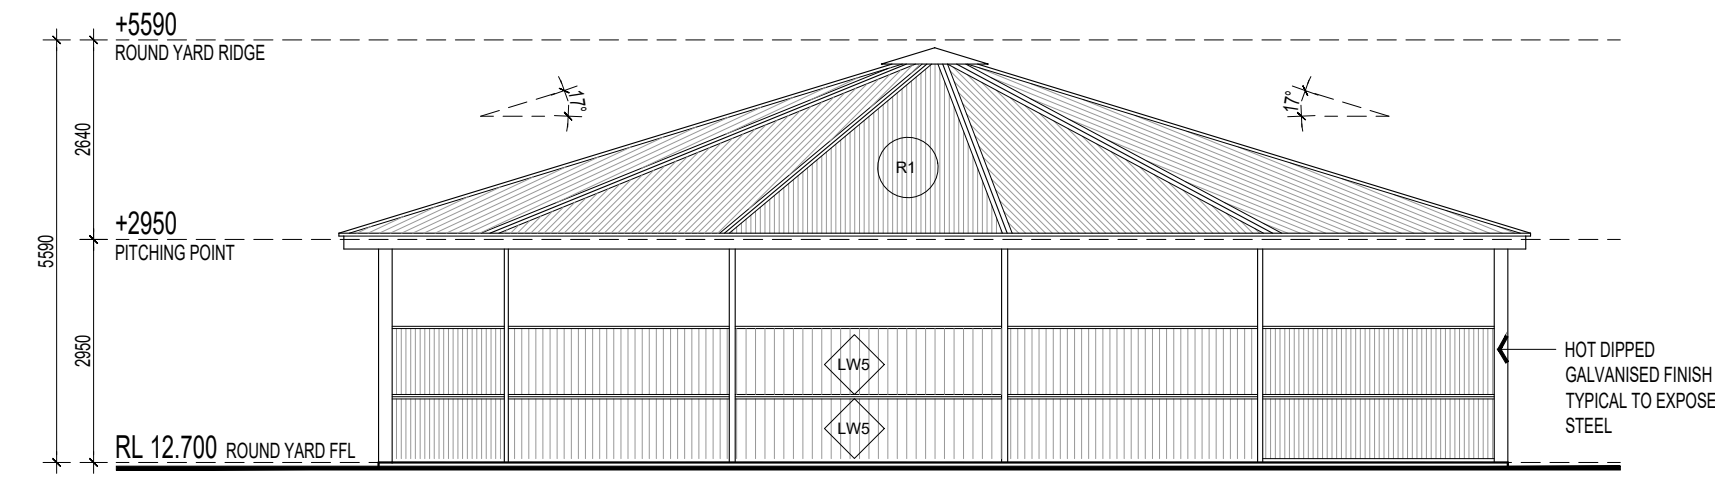 +5590
ROUND YARD RIDGE
17°
17°
2640
R1
+2950
PITCHING POINT
5590
2950
LW5
LW5
HOT DIPPED
GALVANISED FINISH
TYPICAL TO EXPOSE
STEEL
RL 12.700 ROUND YARD FFL